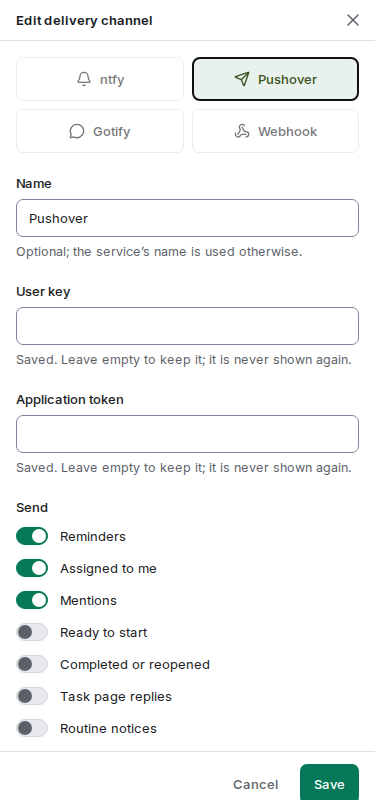 Edit delivery channel
ntfy
Pushover
Gotify
Webhook
Name
Pushover
Optional; the service’s name is used otherwise.
User key
Saved. Leave empty to keep it; it is never shown again.
Application token
Saved. Leave empty to keep it; it is never shown again.
Send
Reminders
Assigned to me
Mentions
Ready to start
Completed or reopened
Task page replies
Routine notices
Cancel
Save